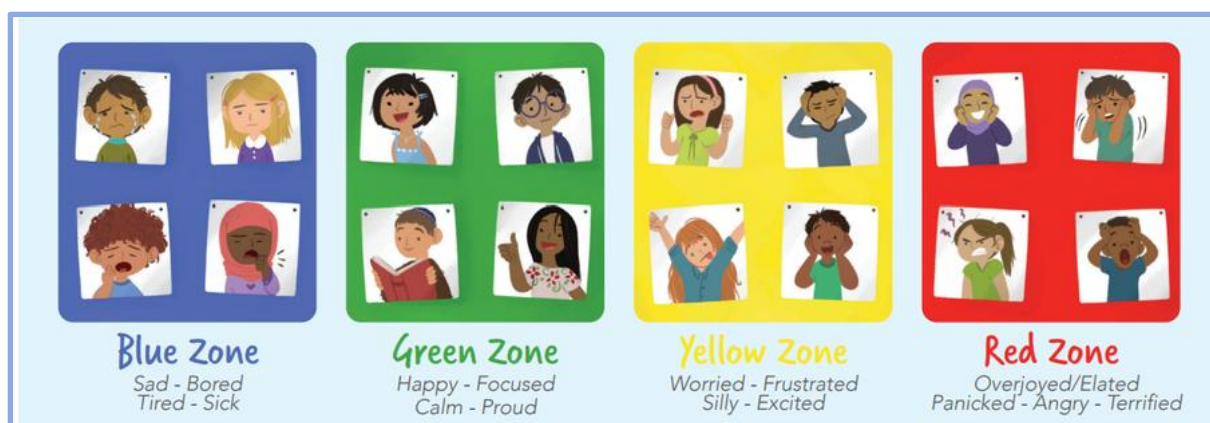 Blue Zone
Sad - Bored
Tired - Sick
Green Zone
Happy - Focused
Calm - Proud
Yellow Zone
Worried - Frustrated
Silly - Excited
Red Zone
Overjoyed/Elated
Panicked - Angry - Terrified